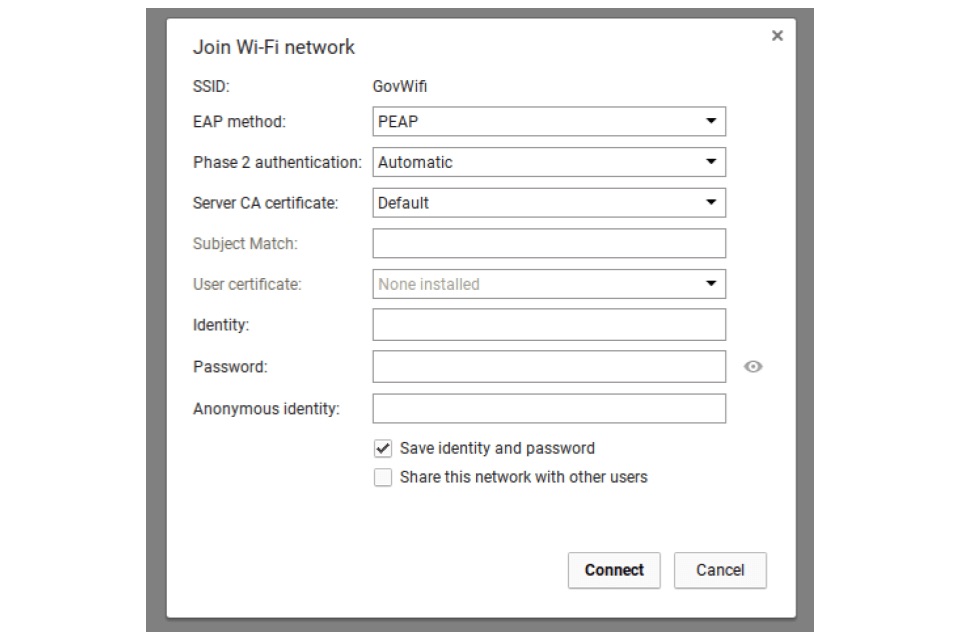 Join Wi-Fi network
SSID: GovWifi
EAP method: PEAP
Phase 2 authentication: Automatic
Server CA certificate: Default
Subject Match:
User certificate: None installed
Identity:
Password:
Anonymous identity:
Save identity and password
Share this network with other users
Connect Cancel